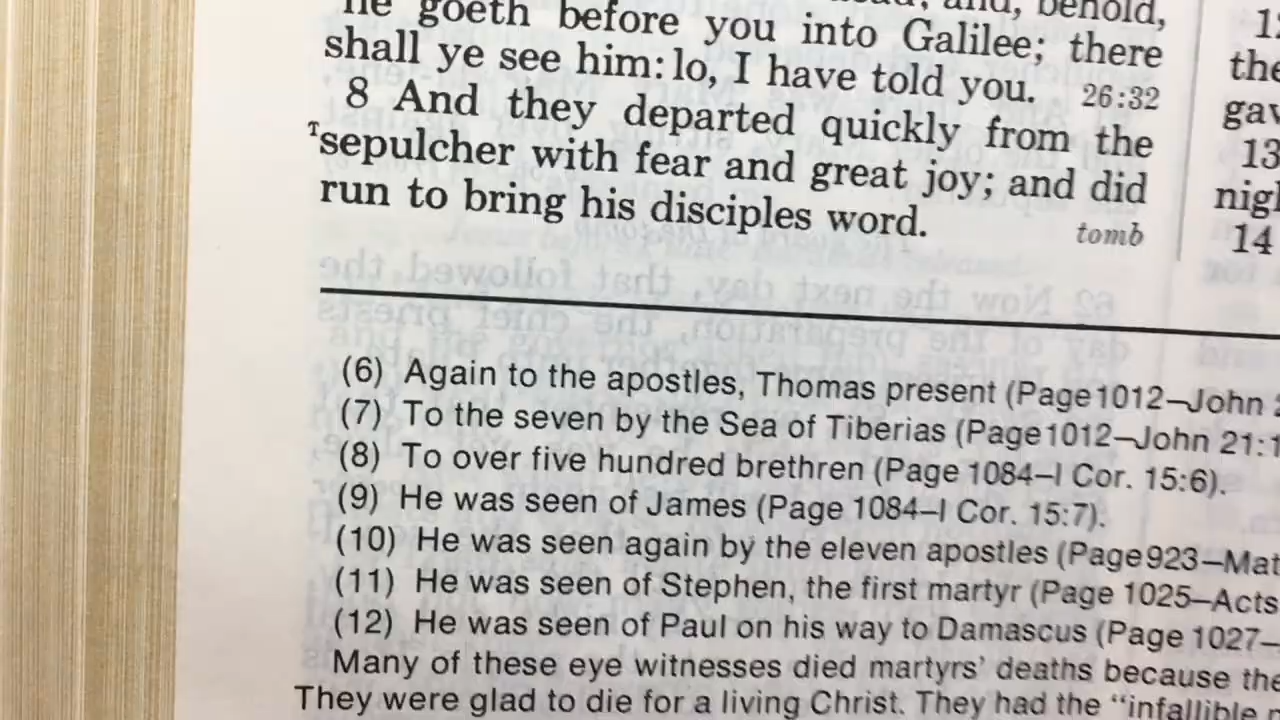 he goeth before you into Galilee; there
shall ye see him: lo, I have told you. 26:32
8 And they departed quickly from the
ᵀsepulcher with fear and great joy; and did
run to bring his disciples word. tomb
(6) Again to the apostles, Thomas present (Page 1012–John
(7) To the seven by the Sea of Tiberias (Page 1012–John 21:1
(8) To over five hundred brethren (Page 1084–I Cor. 15:6).
(9) He was seen of James (Page 1084–I Cor. 15:7).
(10) He was seen again by the eleven apostles (Page 923–Mat
(11) He was seen of Stephen, the first martyr (Page 1025–Acts
(12) He was seen of Paul on his way to Damascus (Page 1027–
Many of these eye witnesses died martyrs' deaths because the
They were glad to die for a living Christ. They had the "infallible
the
gav
13
nigh
14